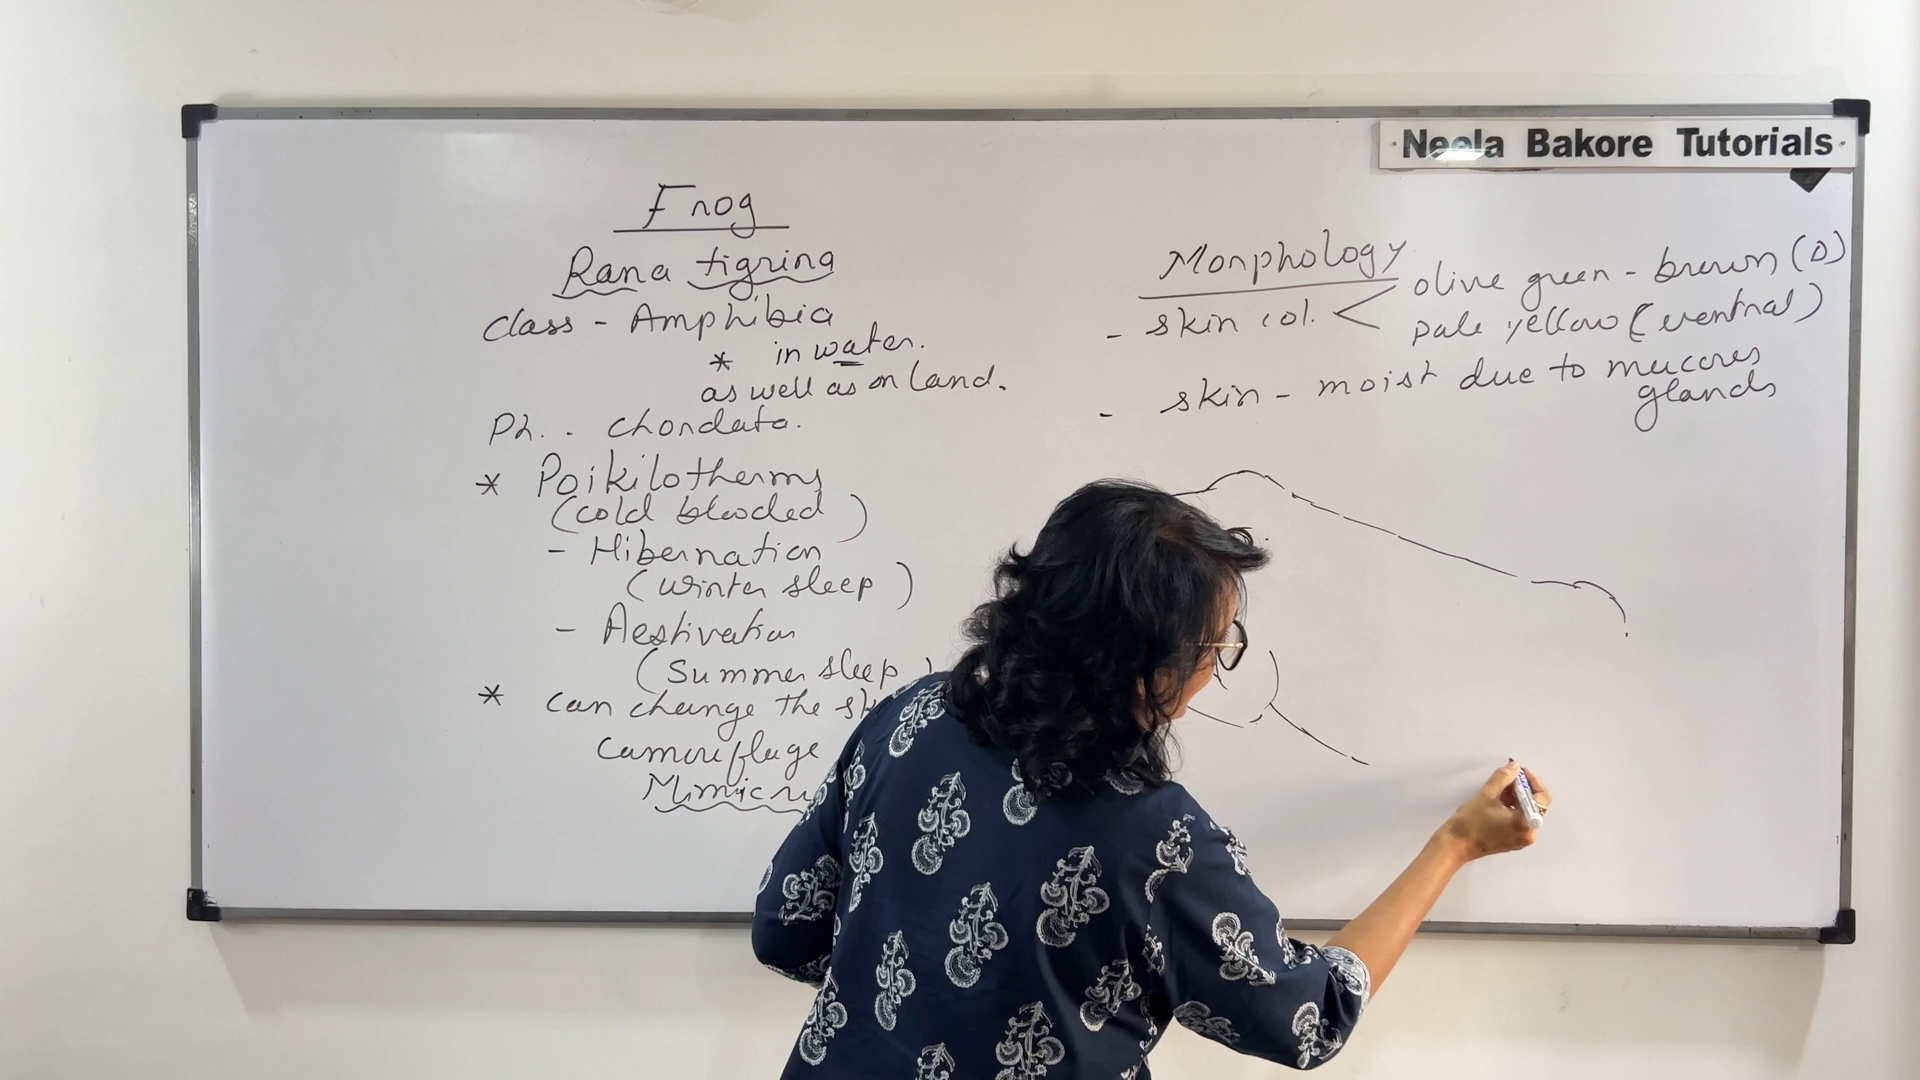 Neela Bakore Tutorials
Frog
Rana tigrina
Class - Amphibia
* in water.
as well as on land.
Ph. . Chordata.
* Poikilotherms
(cold blooded)
- Hibernation
(winter sleep)
- Aestivation
(Summer sleep)
* can change the
camouflage
Morphology
- skin col. < olive green - brown (D)
pale yellow (ventral)
- skin - moist due to mucous
glands